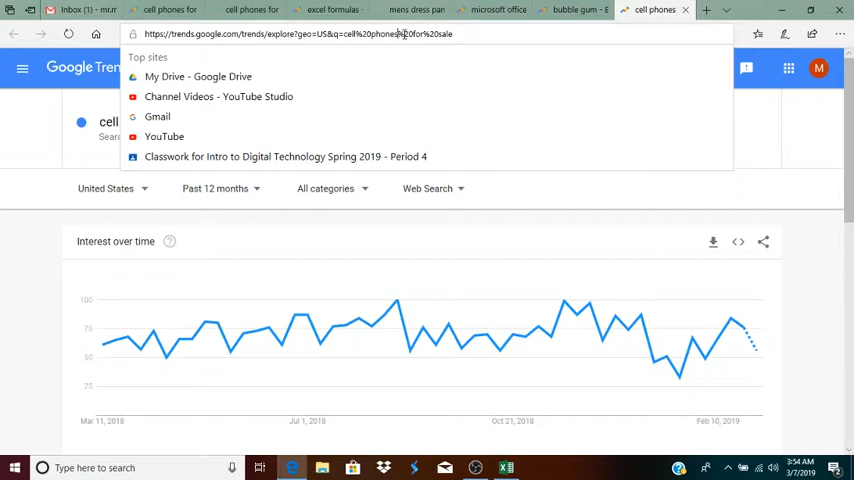 Inbox (1) - mr.m
cell phones for
cell phones for
excel formulas -
mens dress pan
microsoft office
bubble gum - E
cell phones
https://trends.google.com/trends/explore?geo=US&q=cell%20phones%20for%20sale
Top sites
My Drive - Google Drive
Channel Videos - YouTube Studio
Gmail
YouTube
Classwork for Intro to Digital Technology Spring 2019 - Period 4
Google Trends
M
cell
Searc
United States
Past 12 months
All categories
Web Search
Interest over time
100
75
50
25
Mar 11, 2018
Jul 1, 2018
Oct 21, 2018
Feb 10, 2019
Type here to search
3:54 AM
3/7/2019